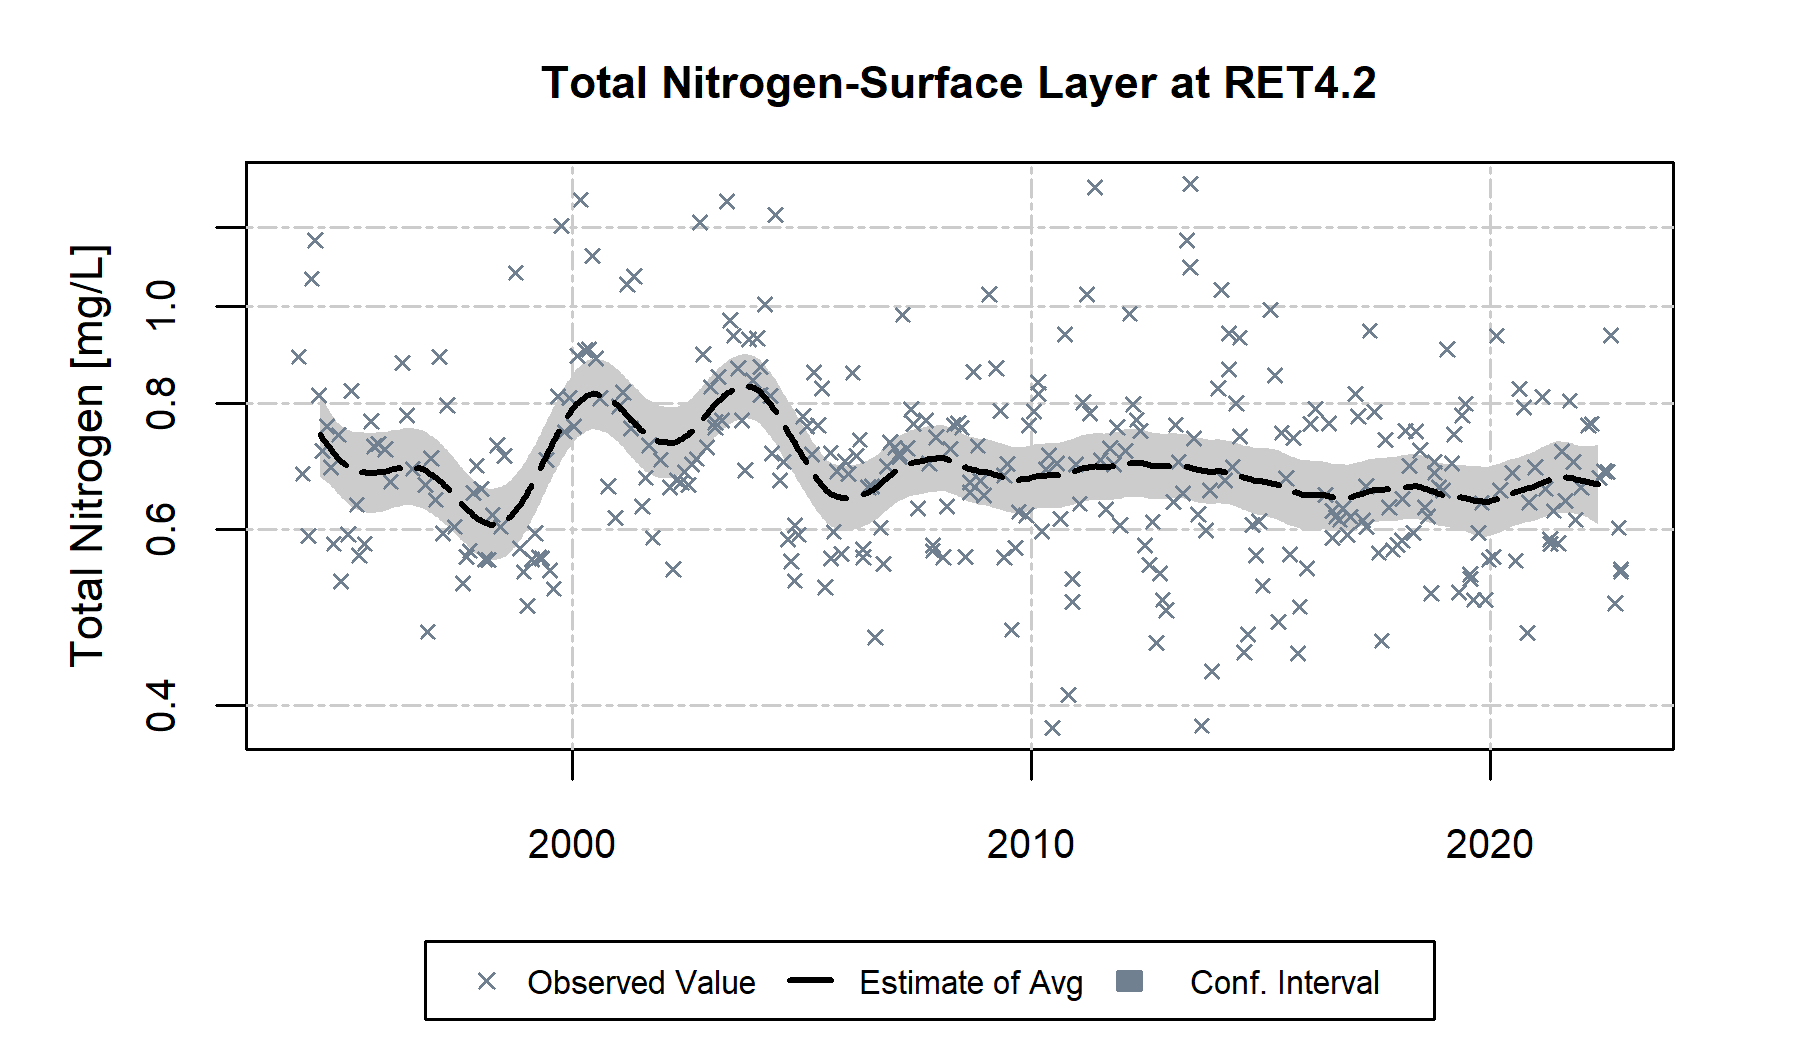 Total Nitrogen-Surface Layer at RET4.2
Total Nitrogen [mg/L]
1.0
0.8
0.6
0.4
2000 2010 2020
Observed Value Estimate of Avg Conf. Interval